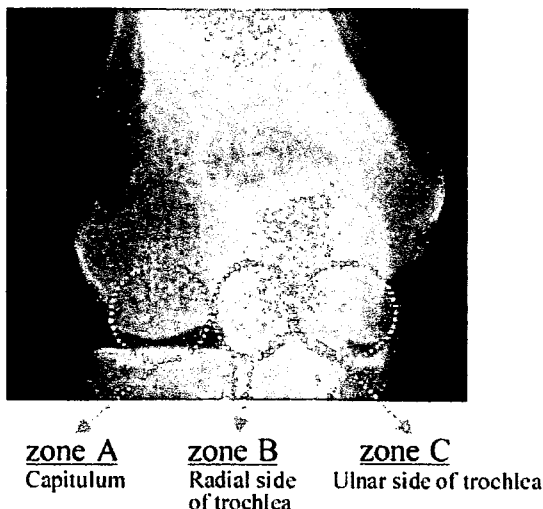 zone A
Capitulum
zone B
Radial side
of trochlea
zone C
Ulnar side of trochlea